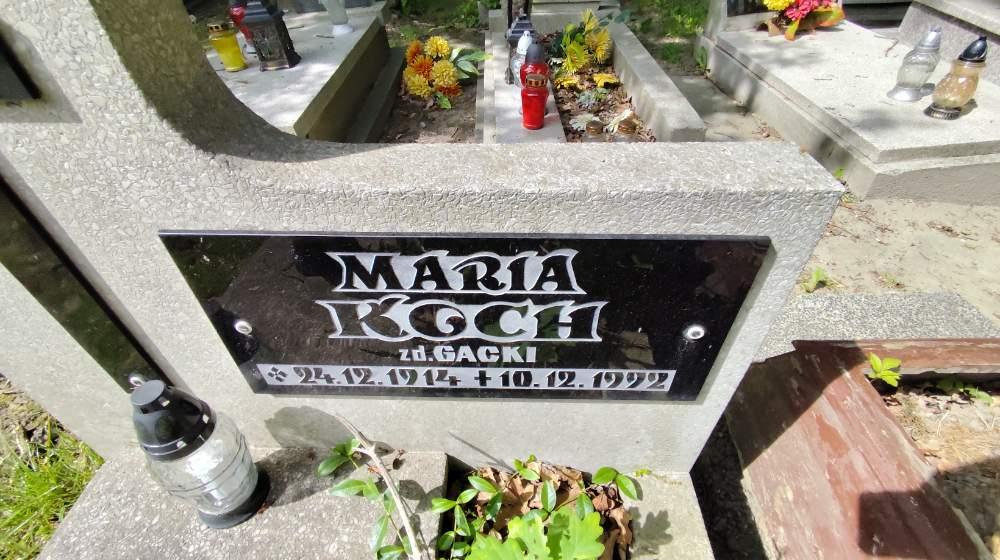 MARIA
KOCH
zd.GACKI
* 24.12.1914 + 10.12.1992